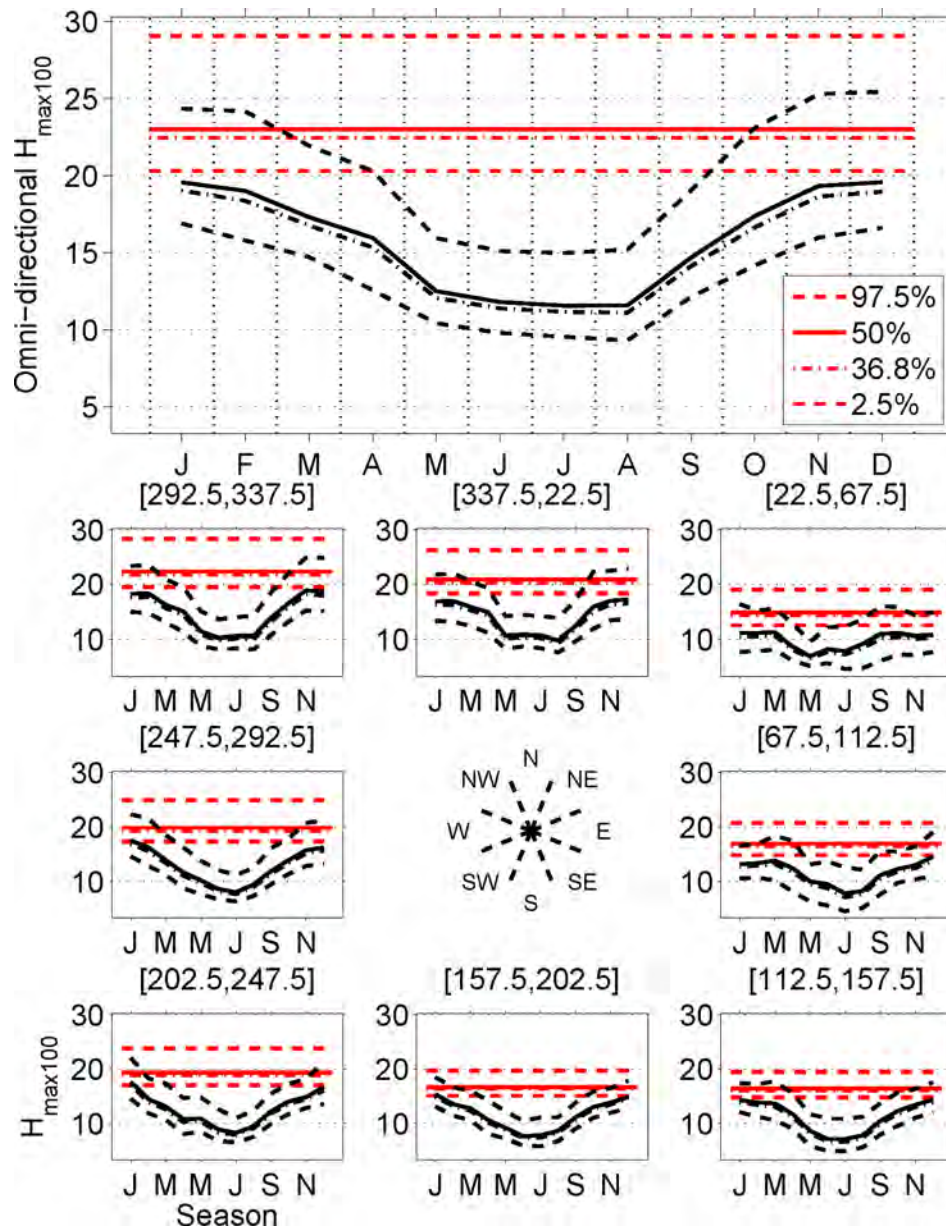 30
25
20
15
10
5
Omni-directional H max100
97.5%
50%
36.8%
2.5%
J F M A M J J A S O N D
[292.5,337.5] [337.5,22.5] [22.5,67.5]
30 30 30
20 20 20
10 10 10
J M M J S N J M M J S N J M M J S N
[247.5,292.5] [67.5,112.5]
30 30
20 20
10 10
J M M J S N J M M J S N
N
NW NE
W E
SW SE
S
[202.5,247.5] [157.5,202.5] [112.5,157.5]
30 30 30
20 20 20
10 10 10
H max100
J M M J S N J M M J S N J M M J S N
Season